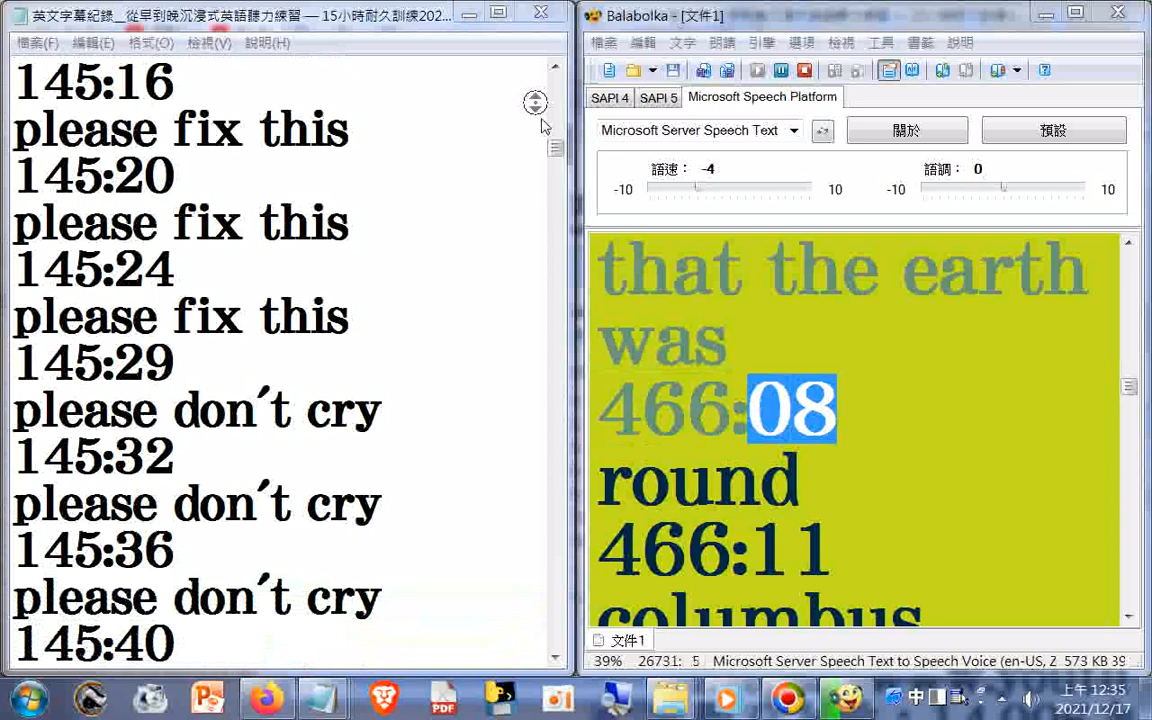 英文字幕紀錄__從早到晚沉浸式英語聽力練習 — 15小時耐久訓練202...
檔案(F) 編輯(E) 格式(O) 檢視(V) 說明(H)
145:16
please fix this
145:20
please fix this
145:24
please fix this
145:29
please don't cry
145:32
please don't cry
145:36
please don't cry
145:40
Balabolka - [文件1]
檔案 編輯 文字 朗讀 引擎 選項 檢視 工具 書籤 說明
SAPI 4 SAPI 5 Microsoft Speech Platform
Microsoft Server Speech Text 關於 預設
語速： -4 語調： 0
-10 10 -10 10
that the earth
was
466:08
round
466:11
columbus
文件1
39% 26731: 5 Microsoft Server Speech Text to Speech Voice (en-US, Z 573 KB 39
PDF 中 上午 12:35
2021/12/17